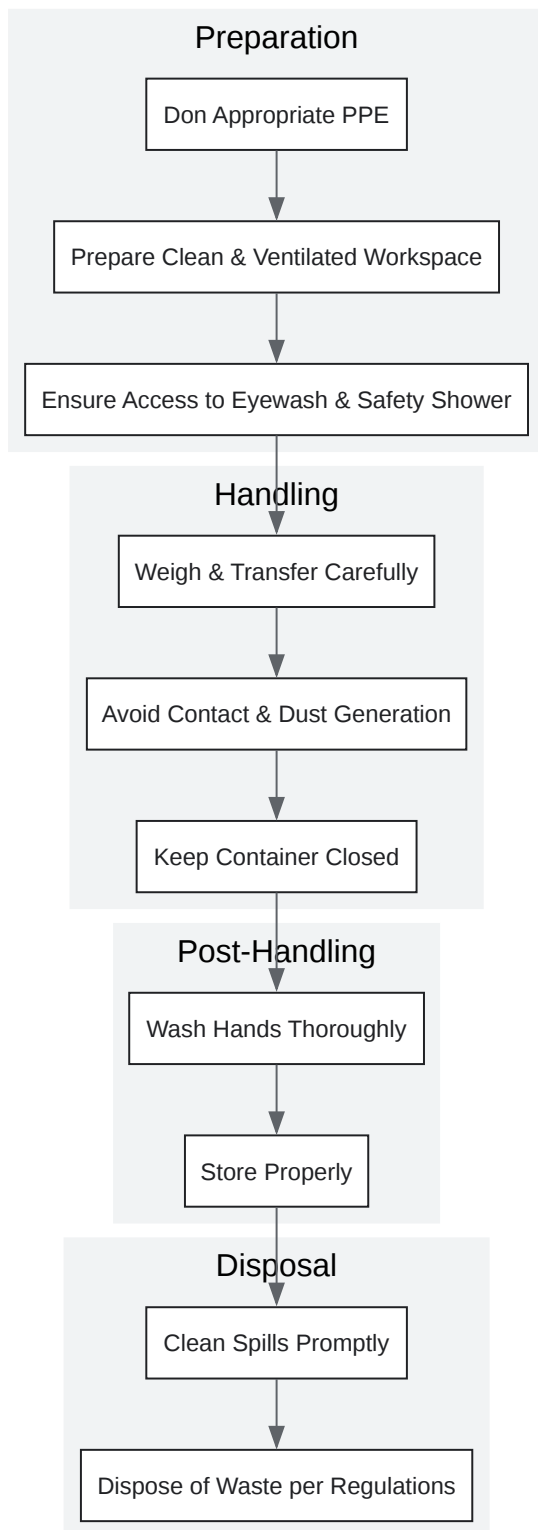 Preparation
Don Appropriate PPE
Prepare Clean & Ventilated Workspace
Ensure Access to Eyewash & Safety Shower
Handling
Weigh & Transfer Carefully
Avoid Contact & Dust Generation
Keep Container Closed
Post-Handling
Wash Hands Thoroughly
Store Properly
Disposal
Clean Spills Promptly
Dispose of Waste per Regulations